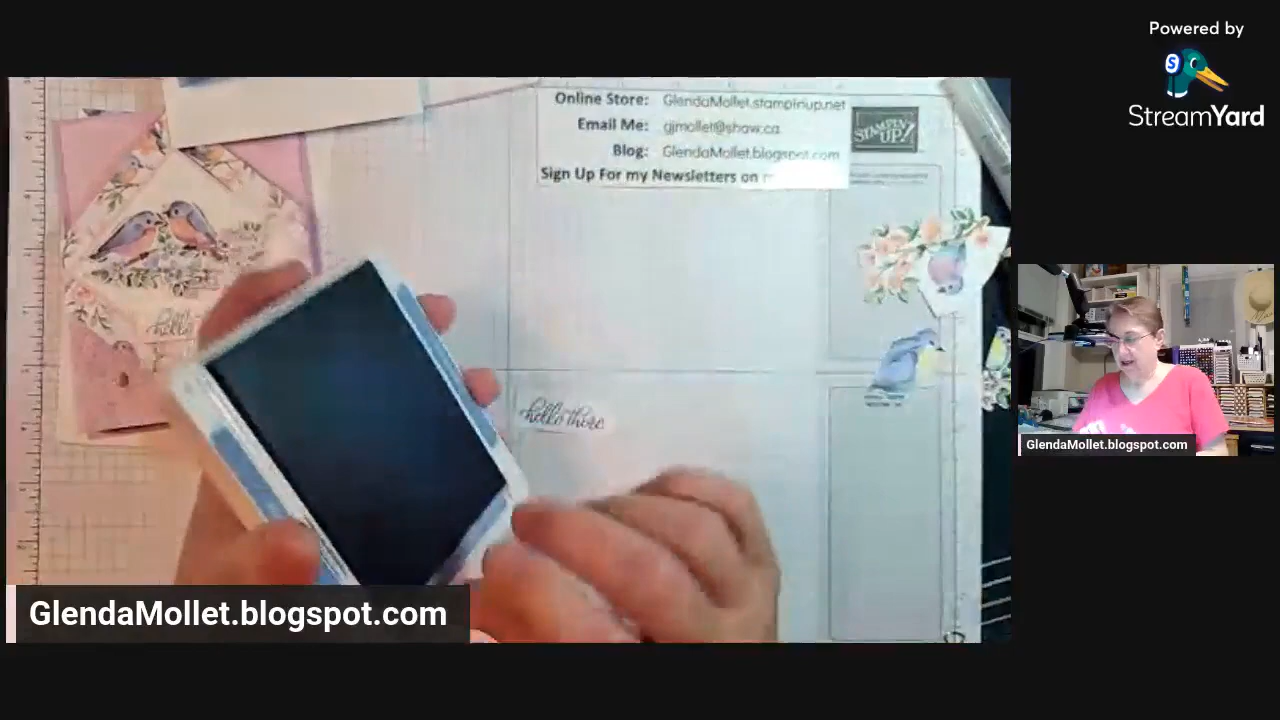 Powered by
StreamYard
Online Store: GlendaMollet.stampinup.net
Email Me: gjmollet@shaw.ca
Blog: GlendaMollet.blogspot.com
Sign Up For my Newsletters on
STAMPIN' UP!
hello there
hello
GlendaMollet.blogspot.com
GlendaMollet.blogspot.com